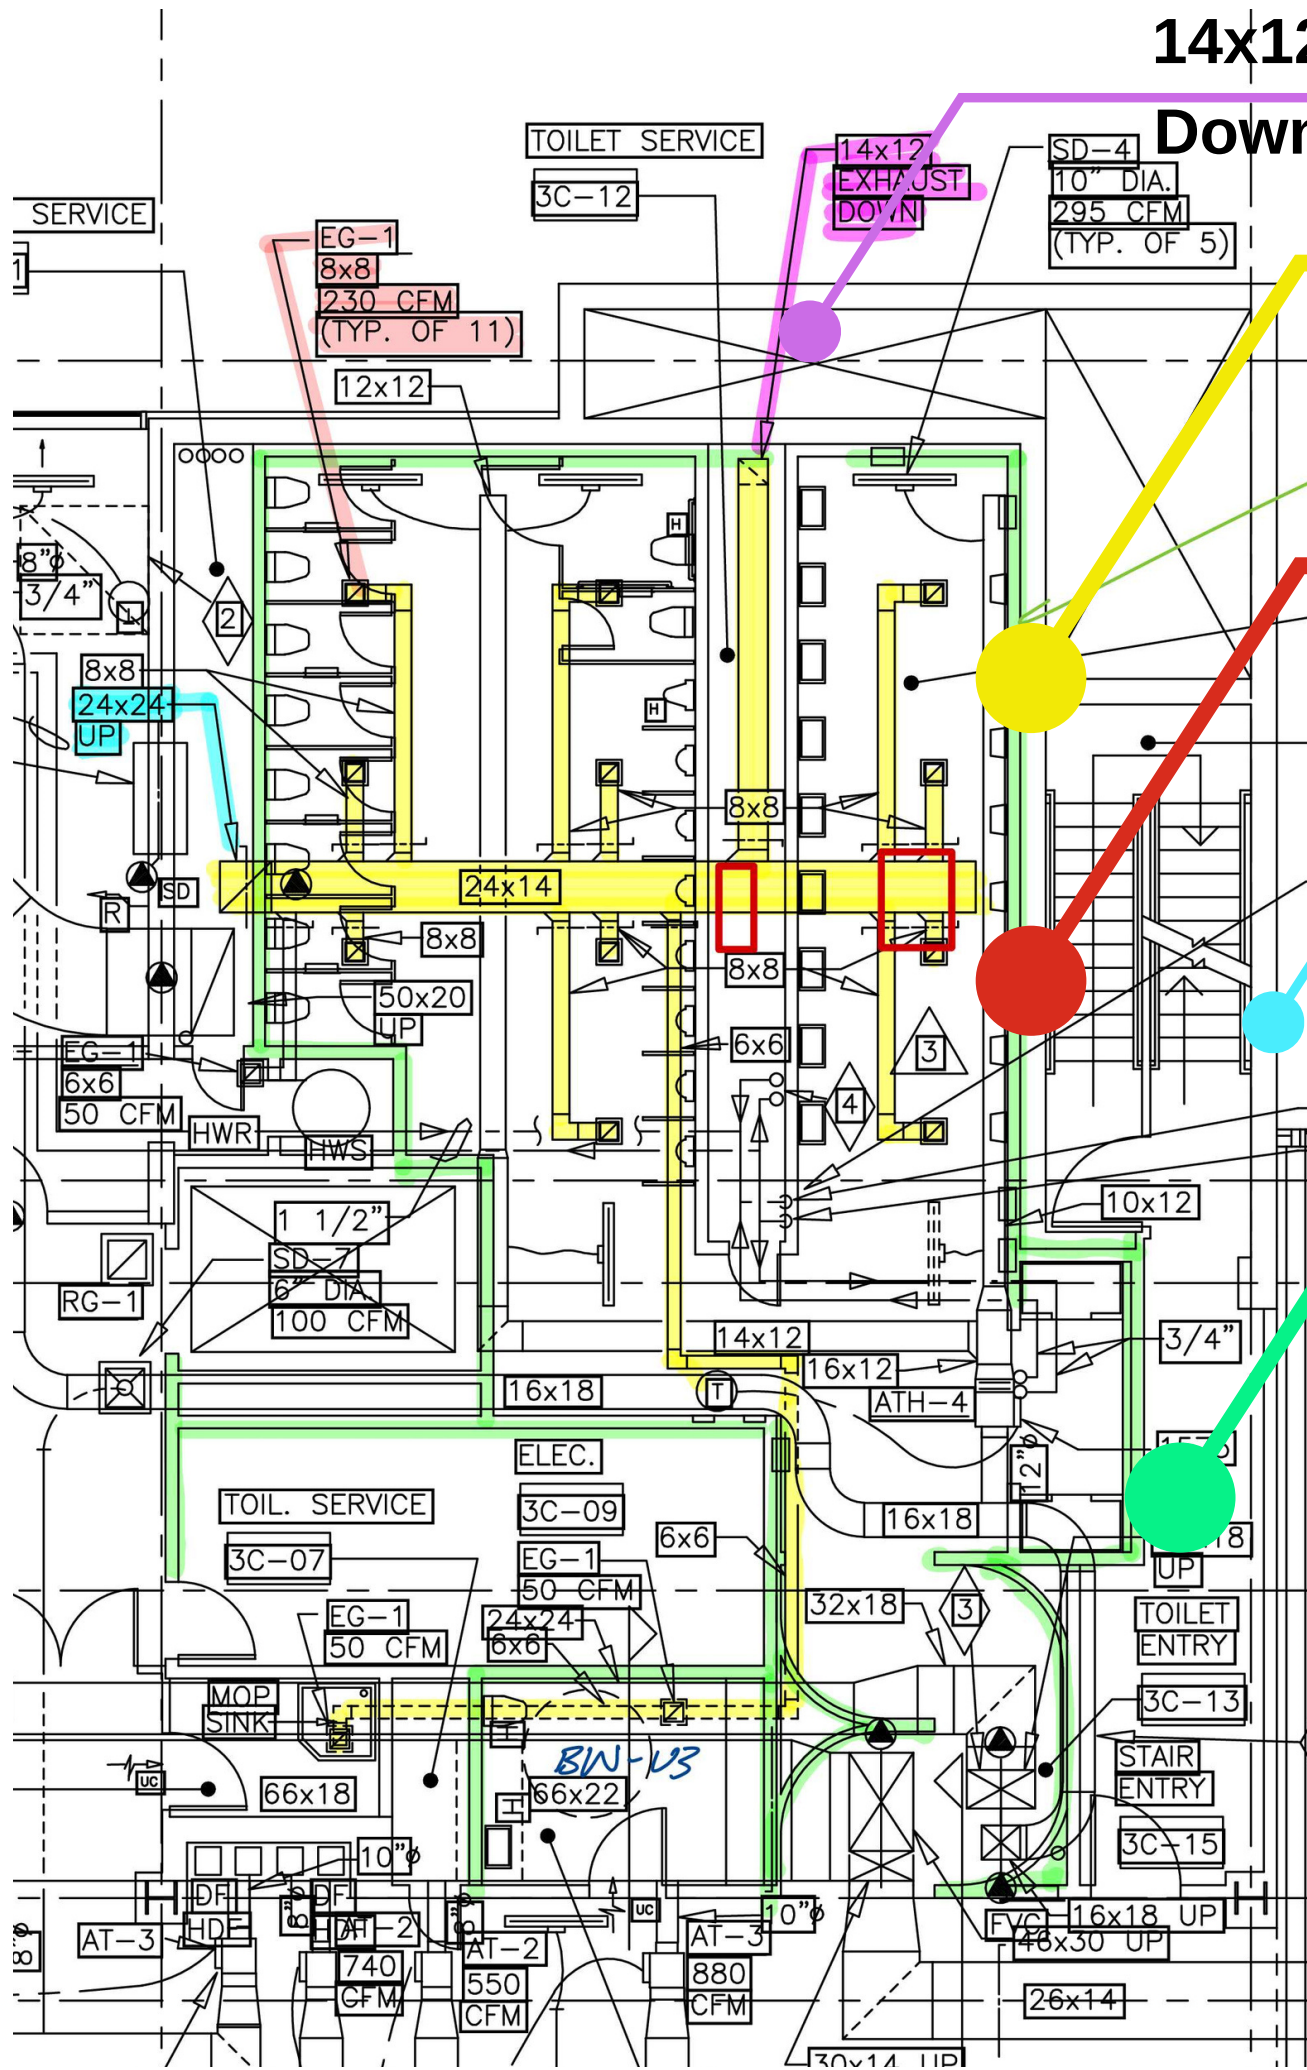 14x12
Down
TOILET SERVICE
3C-12
14x12
EXHAUST
DOWN
SD-4
10" DIA.
295 CFM
(TYP. OF 5)
SERVICE
1
EG-1
8x8
230 CFM
(TYP. OF 11)
12x12
H
8"ø
3/4"
2
8x8
24x24
UP
H
8x8
SD
R
24x14
8x8
8x8
50x20
UP
EG-1
6x6
50 CFM
6x6
3
4
HWR
HWS
1 1/2"
SD-7
6" DIA.
100 CFM
10x12
RG-1
14x12
3/4"
16x12
16x18
T
ATH-4
ELEC.
12"ø
TOIL. SERVICE
3C-09
16x18
3C-07
EG-1
50 CFM
6x6
18
UP
EG-1
50 CFM
24x24
6x6
32x18
3
TOILET
ENTRY
MOP
SINK
3C-13
BW-U3
STAIR
ENTRY
UC
66x18
66x22
H
3C-15
10"ø
DF
HDF
8"ø
DF
AT-2
8"ø
UC
10"ø
FVC
16x18 UP
46x30 UP
AT-3
740
CFM
AT-2
550
CFM
AT-3
880
CFM
8"ø
26x14
30x14 UP